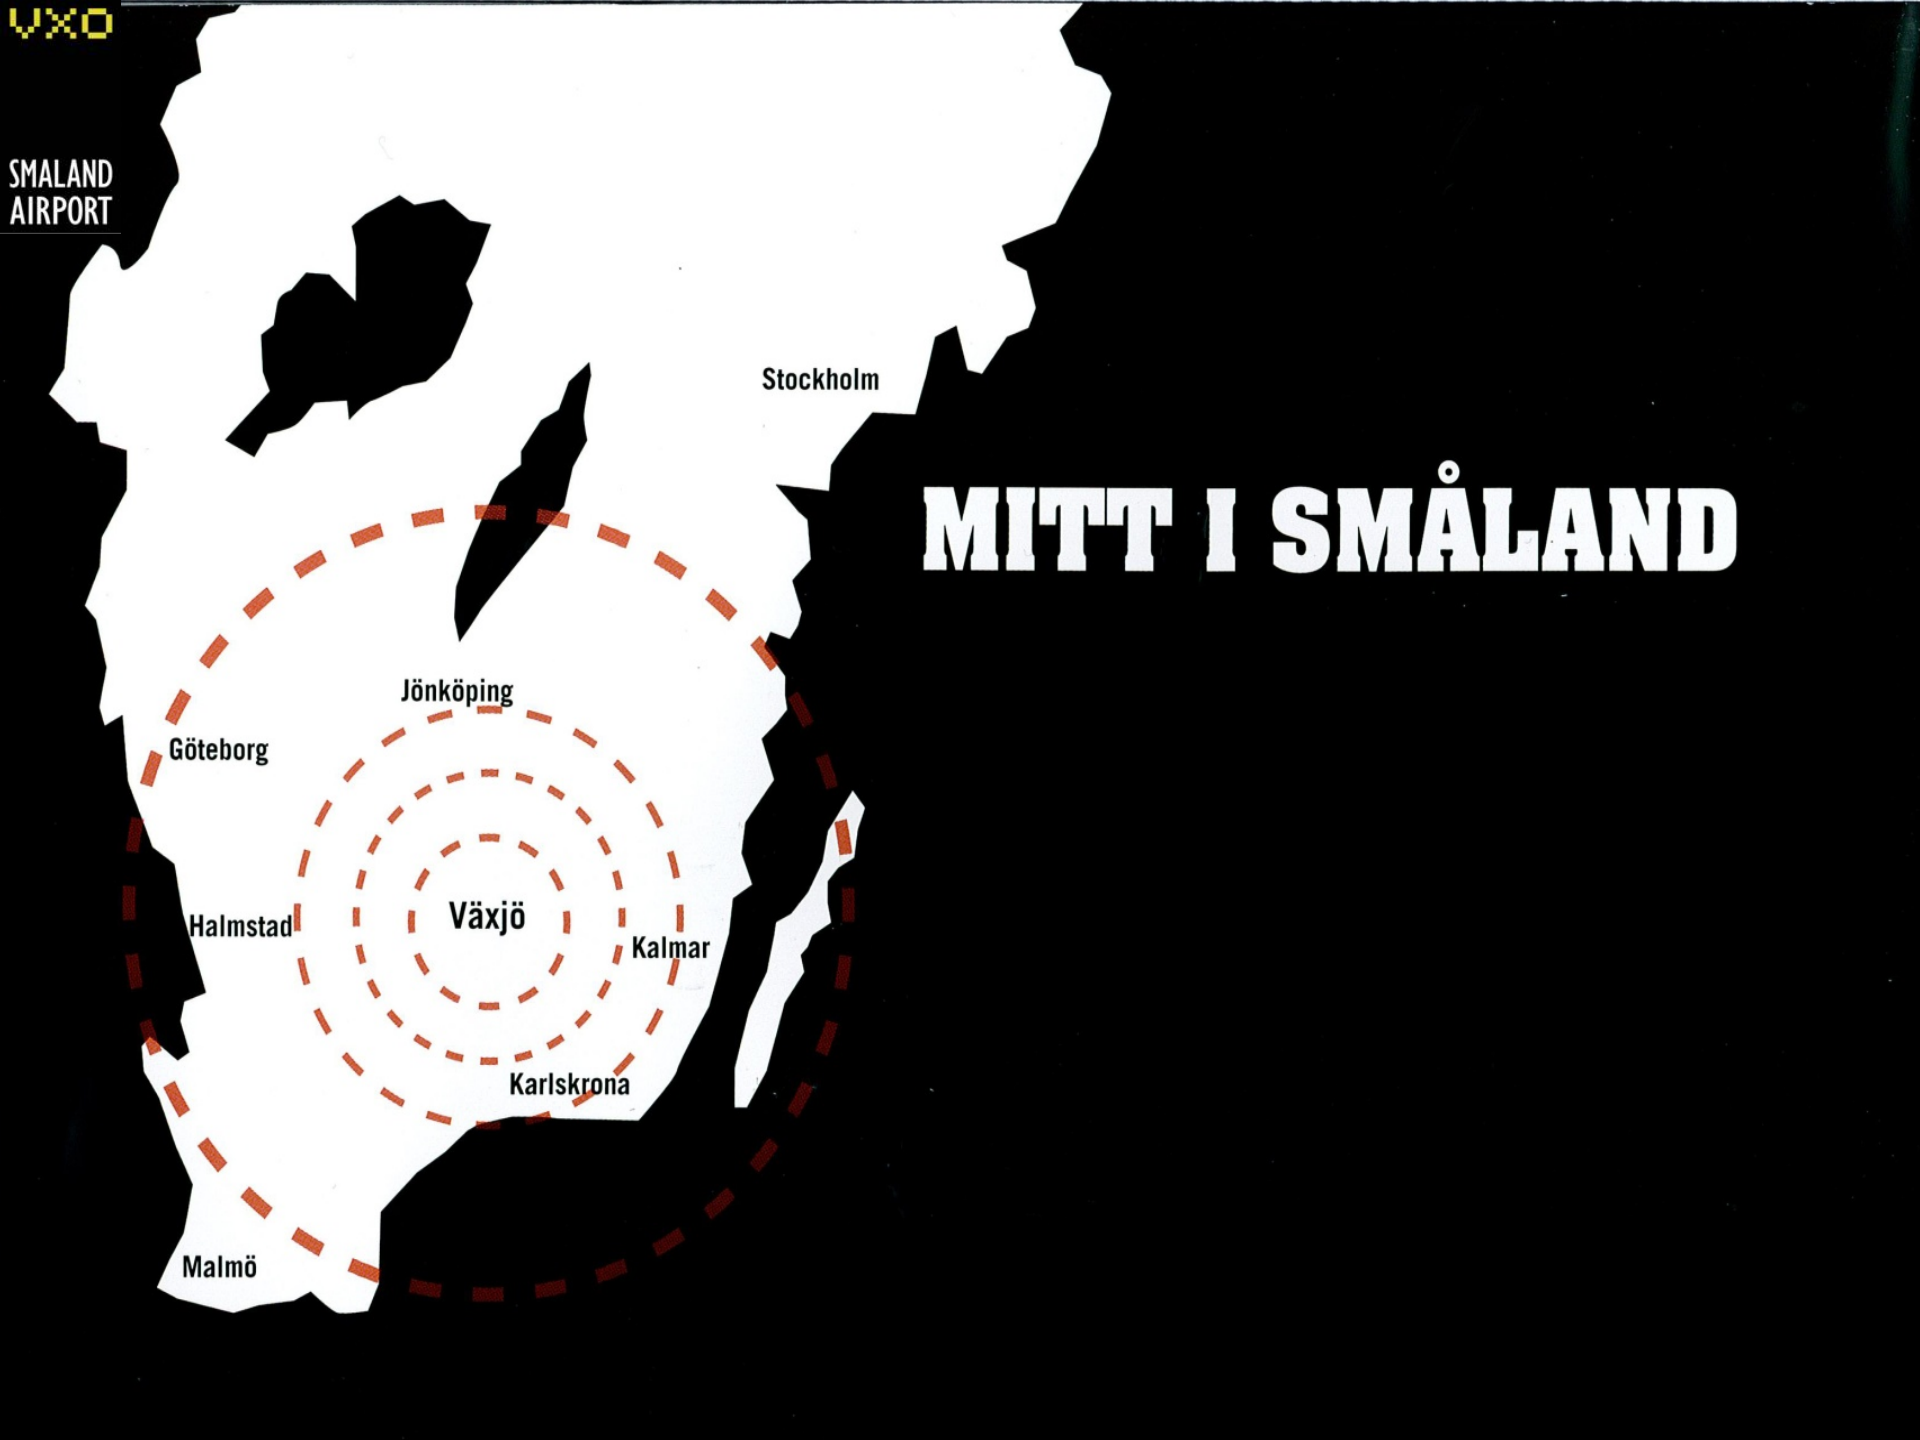 VXO
SMALAND
AIRPORT
Stockholm
MITT I SMÅLAND
Jönköping
Göteborg
Växjö
Halmstad
Kalmar
Karlskrona
Malmö